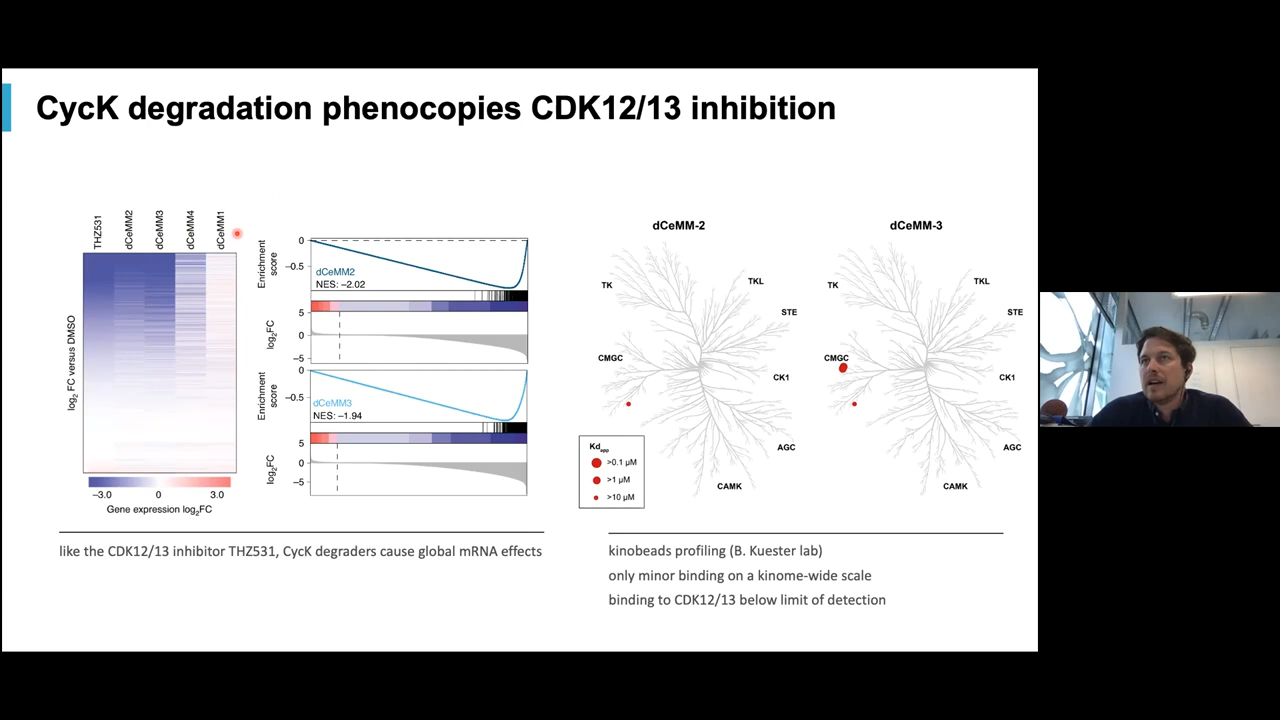 CycK degradation phenocopies CDK12/13 inhibition
THZ531
dCeMM2
dCeMM3
dCeMM4
dCeMM1
log2 FC versus DMSO
−3.0
0
3.0
Gene expression log2FC
Enrichment
score
0
−0.5
dCeMM2
NES: −2.02
log2FC
5
0
−5
Enrichment
score
0
−0.5
dCeMM3
NES: −1.94
log2FC
5
0
−5
like the CDK12/13 inhibitor THZ531, CycK degraders cause global mRNA effects
dCeMM-2
TK
TKL
STE
CMGC
CK1
AGC
CAMK
Kdapp
>0.1 µM
>1 µM
>10 µM
dCeMM-3
TK
TKL
STE
CMGC
CK1
AGC
CAMK
kinobeads profiling (B. Kuester lab)
only minor binding on a kinome-wide scale
binding to CDK12/13 below limit of detection